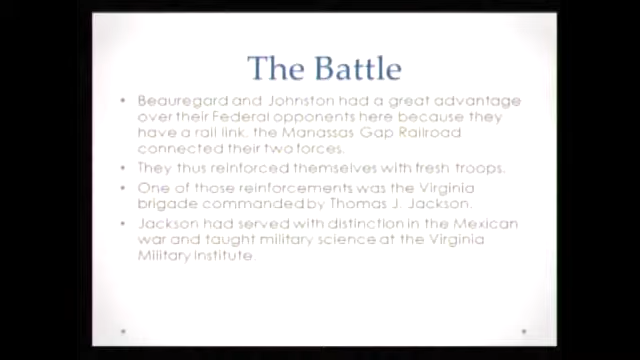 The Battle
• Beauregard and Johnston had a great advantage
over their Federal opponents here because they
have a rail link, the Manassas Gap Railroad
connected their two forces.
• They thus reinforced themselves with fresh troops.
• One of those reinforcements was the Virginia
brigade commanded by Thomas J. Jackson.
• Jackson had served with distinction in the Mexican
war and taught military science at the Virginia
Military Institute.